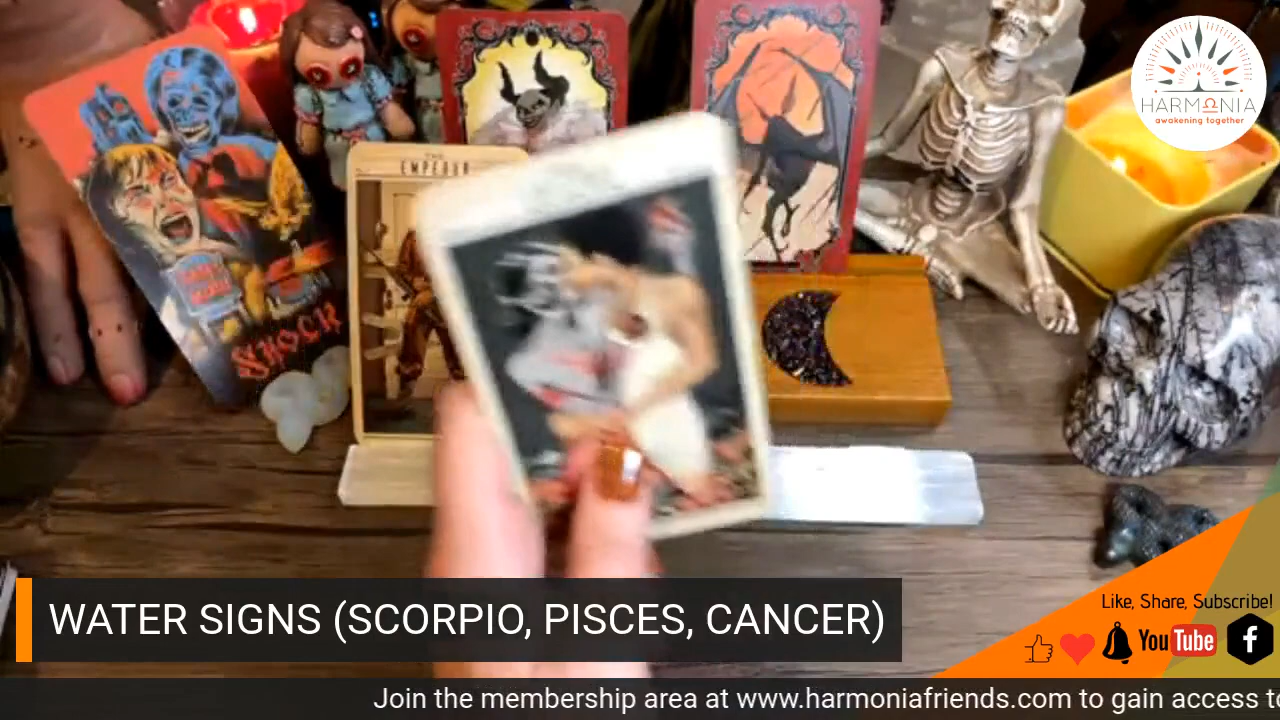 HARMΩNIA
awakening together
EMPEROR
SHOCK
WATER SIGNS (SCORPIO, PISCES, CANCER)
Like, Share, Subscribe!
YouTube
f
Join the membership area at www.harmoniafriends.com to gain access to